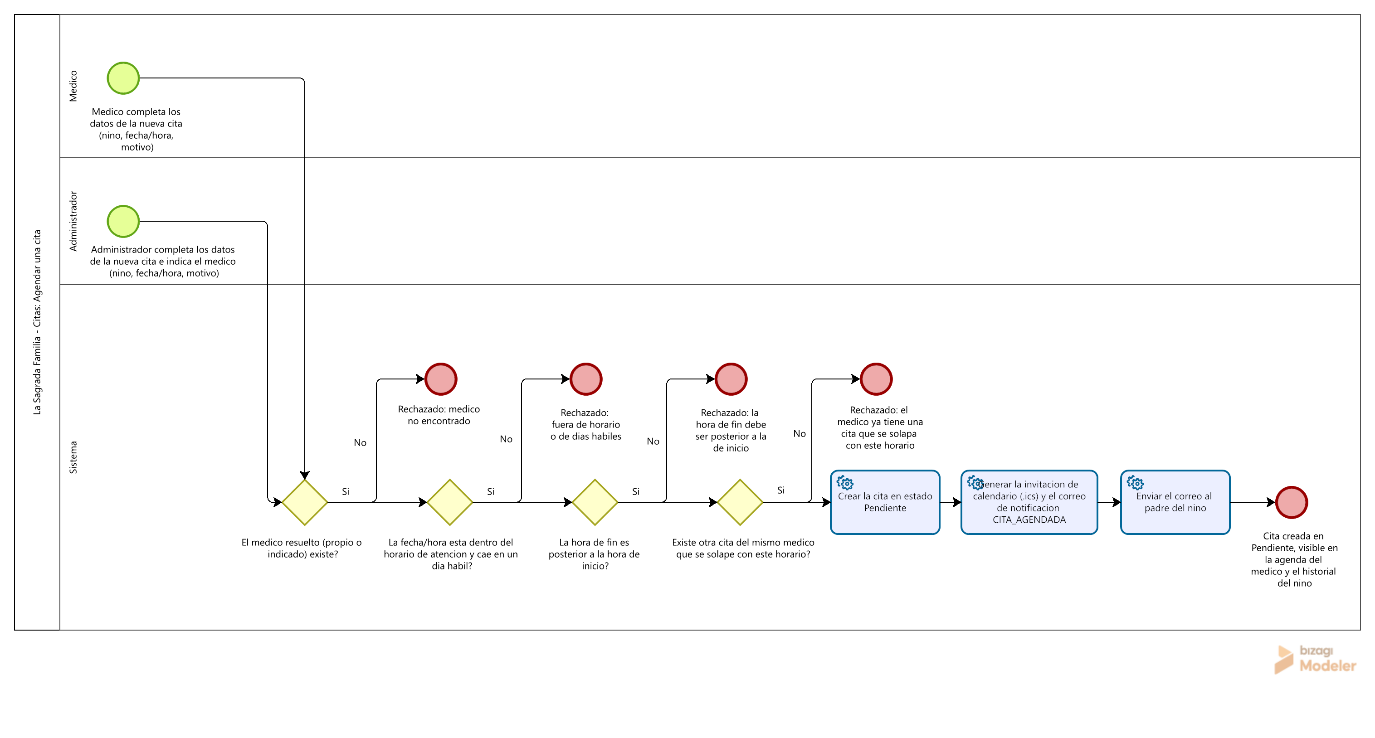 La Sagrada Familia - Citas: Agendar una cita
Medico
Medico completa los
datos de la nueva cita
(nino, fecha/hora,
motivo)
Administrador
Administrador completa los datos
de la nueva cita e indica el medico
(nino, fecha/hora, motivo)
Sistema
Rechazado: medico
no encontrado
Rechazado:
fuera de horario
o de dias habiles
Rechazado: la
hora de fin debe
ser posterior a la
de inicio
Rechazado: el
medico ya tiene una
cita que se solapa
con este horario
No
No
No
No
Si
Si
Si
Si
El medico resuelto (propio o
indicado) existe?
La fecha/hora esta dentro del
horario de atencion y cae en un
dia habil?
La hora de fin es
posterior a la hora de
inicio?
Existe otra cita del mismo medico
que se solape con este horario?
Crear la cita en estado
Pendiente
Generar la invitacion de
calendario (.ics) y el correo
de notificacion
CITA_AGENDADA
Enviar el correo al
padre del nino
Cita creada en
Pendiente, visible en
la agenda del
medico y el historial
del nino
bizagi
Modeler